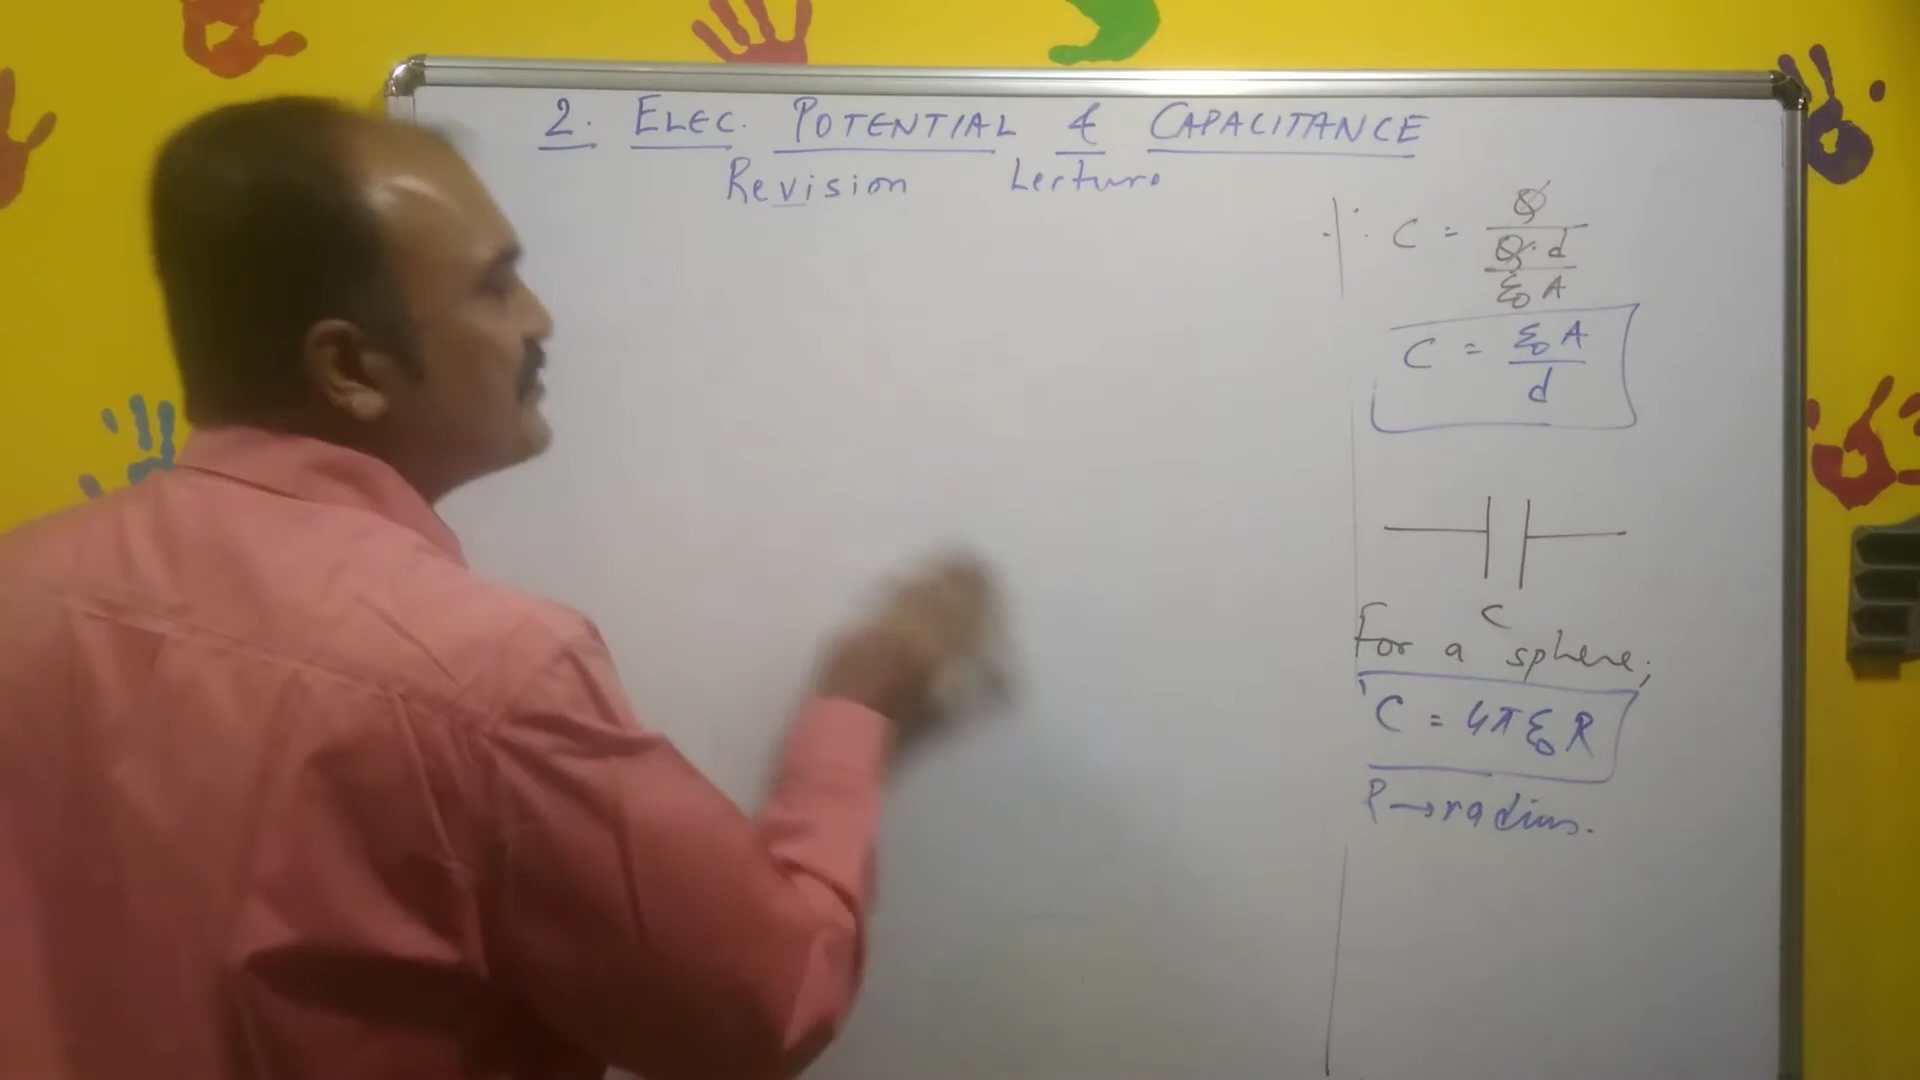 2. ELEC. POTENTIAL & CAPACITANCE
Revision Lecture
∴ C = Q / (Q·d / ε₀A)
C = ε₀A / d
C
For a sphere;
C = 4πε₀R
R → radius.